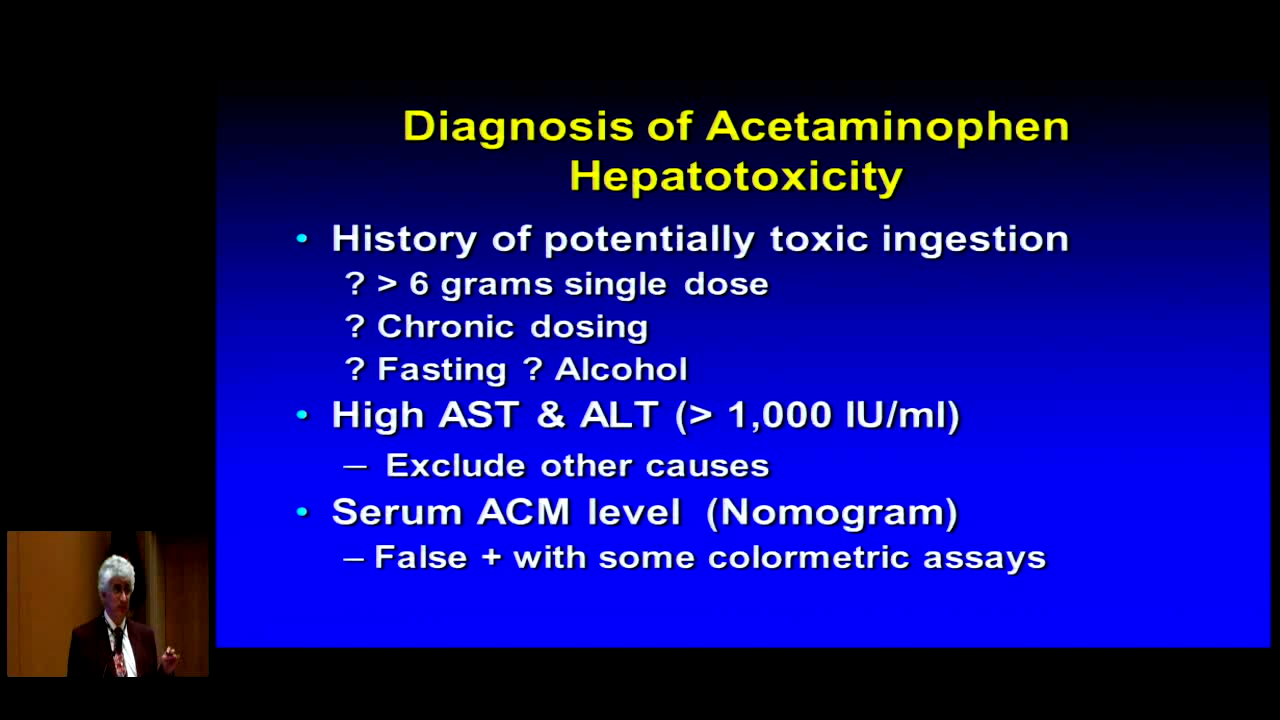 Diagnosis of Acetaminophen
Hepatotoxicity
• History of potentially toxic ingestion
? > 6 grams single dose
? Chronic dosing
? Fasting ? Alcohol
• High AST & ALT (> 1,000 IU/ml)
– Exclude other causes
• Serum ACM level (Nomogram)
– False + with some colormetric assays